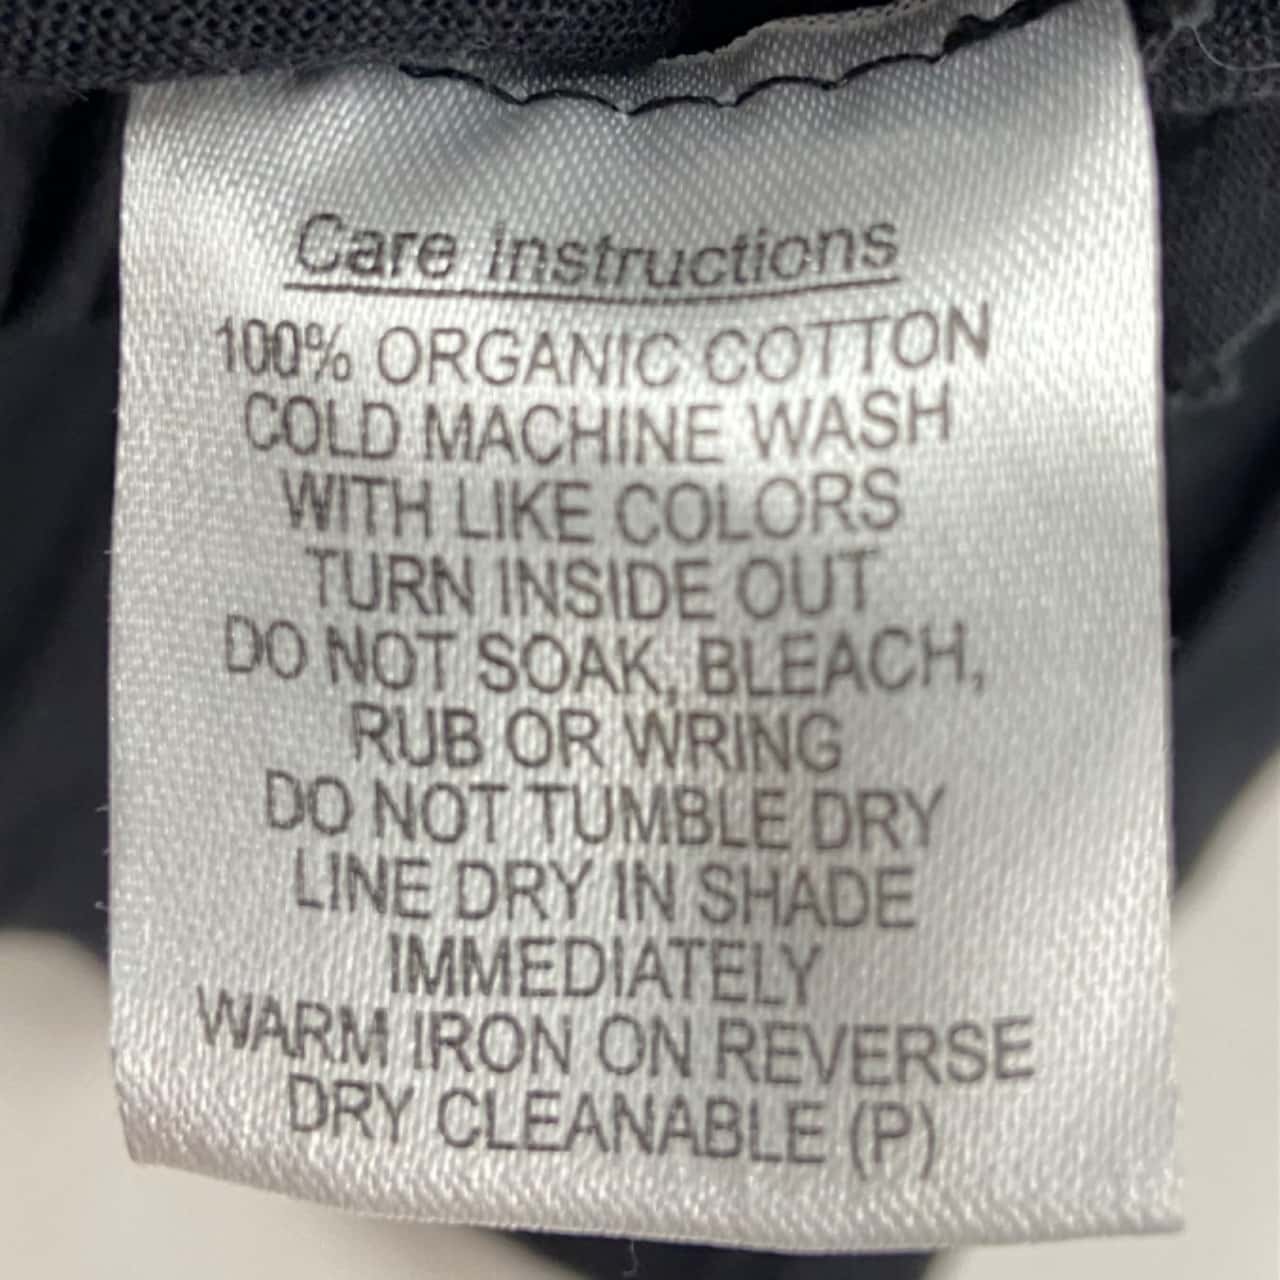 Care Instructions
100% ORGANIC COTTON
COLD MACHINE WASH
WITH LIKE COLORS
TURN INSIDE OUT
DO NOT SOAK, BLEACH,
RUB OR WRING
DO NOT TUMBLE DRY
LINE DRY IN SHADE
IMMEDIATELY
WARM IRON ON REVERSE
DRY CLEANABLE (P)